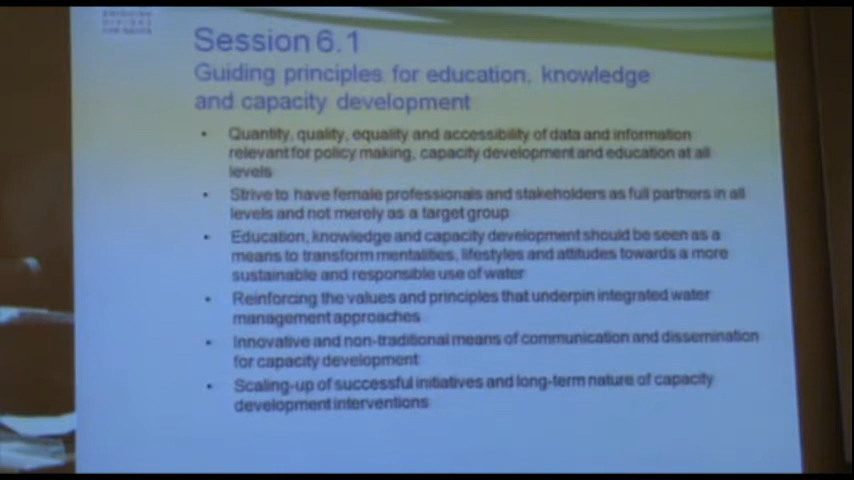 Session 6.1
Guiding principles for education, knowledge
and capacity development
• Quantity, quality, equality and accessibility of data and information
relevant for policy making, capacity development and education at all
levels
• Strive to have female professionals and stakeholders as full partners in all
levels and not merely as a target group
• Education, knowledge and capacity development should be seen as a
means to transform mentalities, lifestyles and attitudes towards a more
sustainable and responsible use of water
• Reinforcing the values and principles that underpin integrated water
management approaches
• Innovative and non-traditional means of communication and dissemination
for capacity development
• Scaling-up of successful initiatives and long-term nature of capacity
development interventions